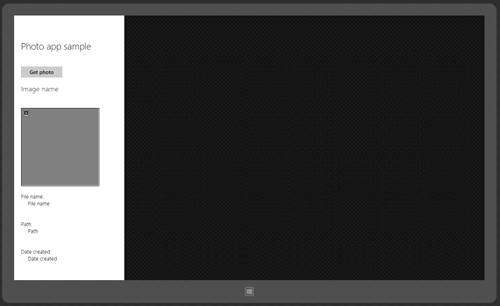 Photo app sample
Get photo
Image name
File name:
File name
Path:
Path
Date created:
Date created